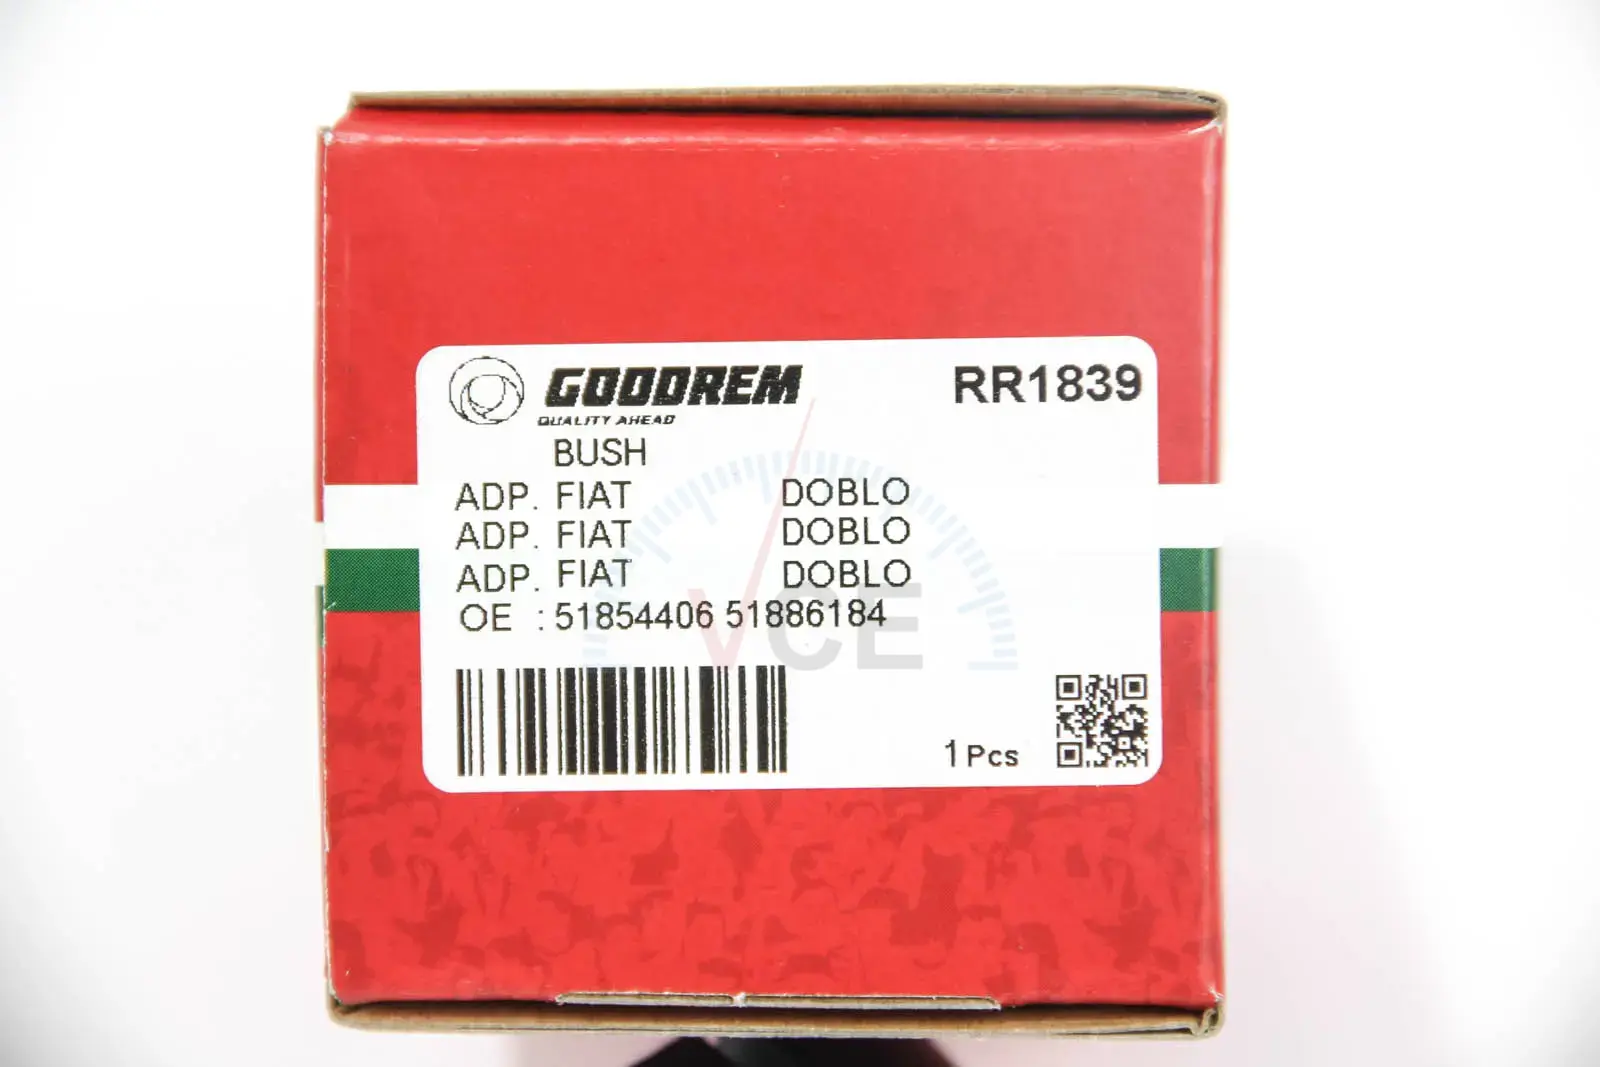 GOODREM RR1839
QUALITY AHEAD
BUSH
ADP. FIAT DOBLO
ADP. FIAT DOBLO
ADP. FIAT DOBLO
OE : 51854406 51886184
VCE
1 Pcs